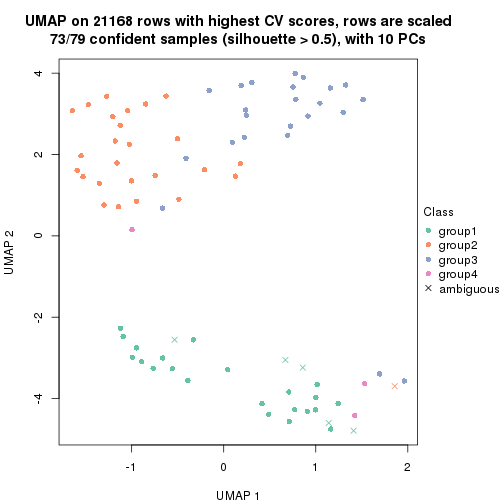 UMAP on 21168 rows with highest CV scores, rows are scaled
73/79 confident samples (silhouette > 0.5), with 10 PCs
4
2
0
-2
-4
UMAP 2
-1
0
1
2
UMAP 1
Class
group1
group2
group3
group4
ambiguous